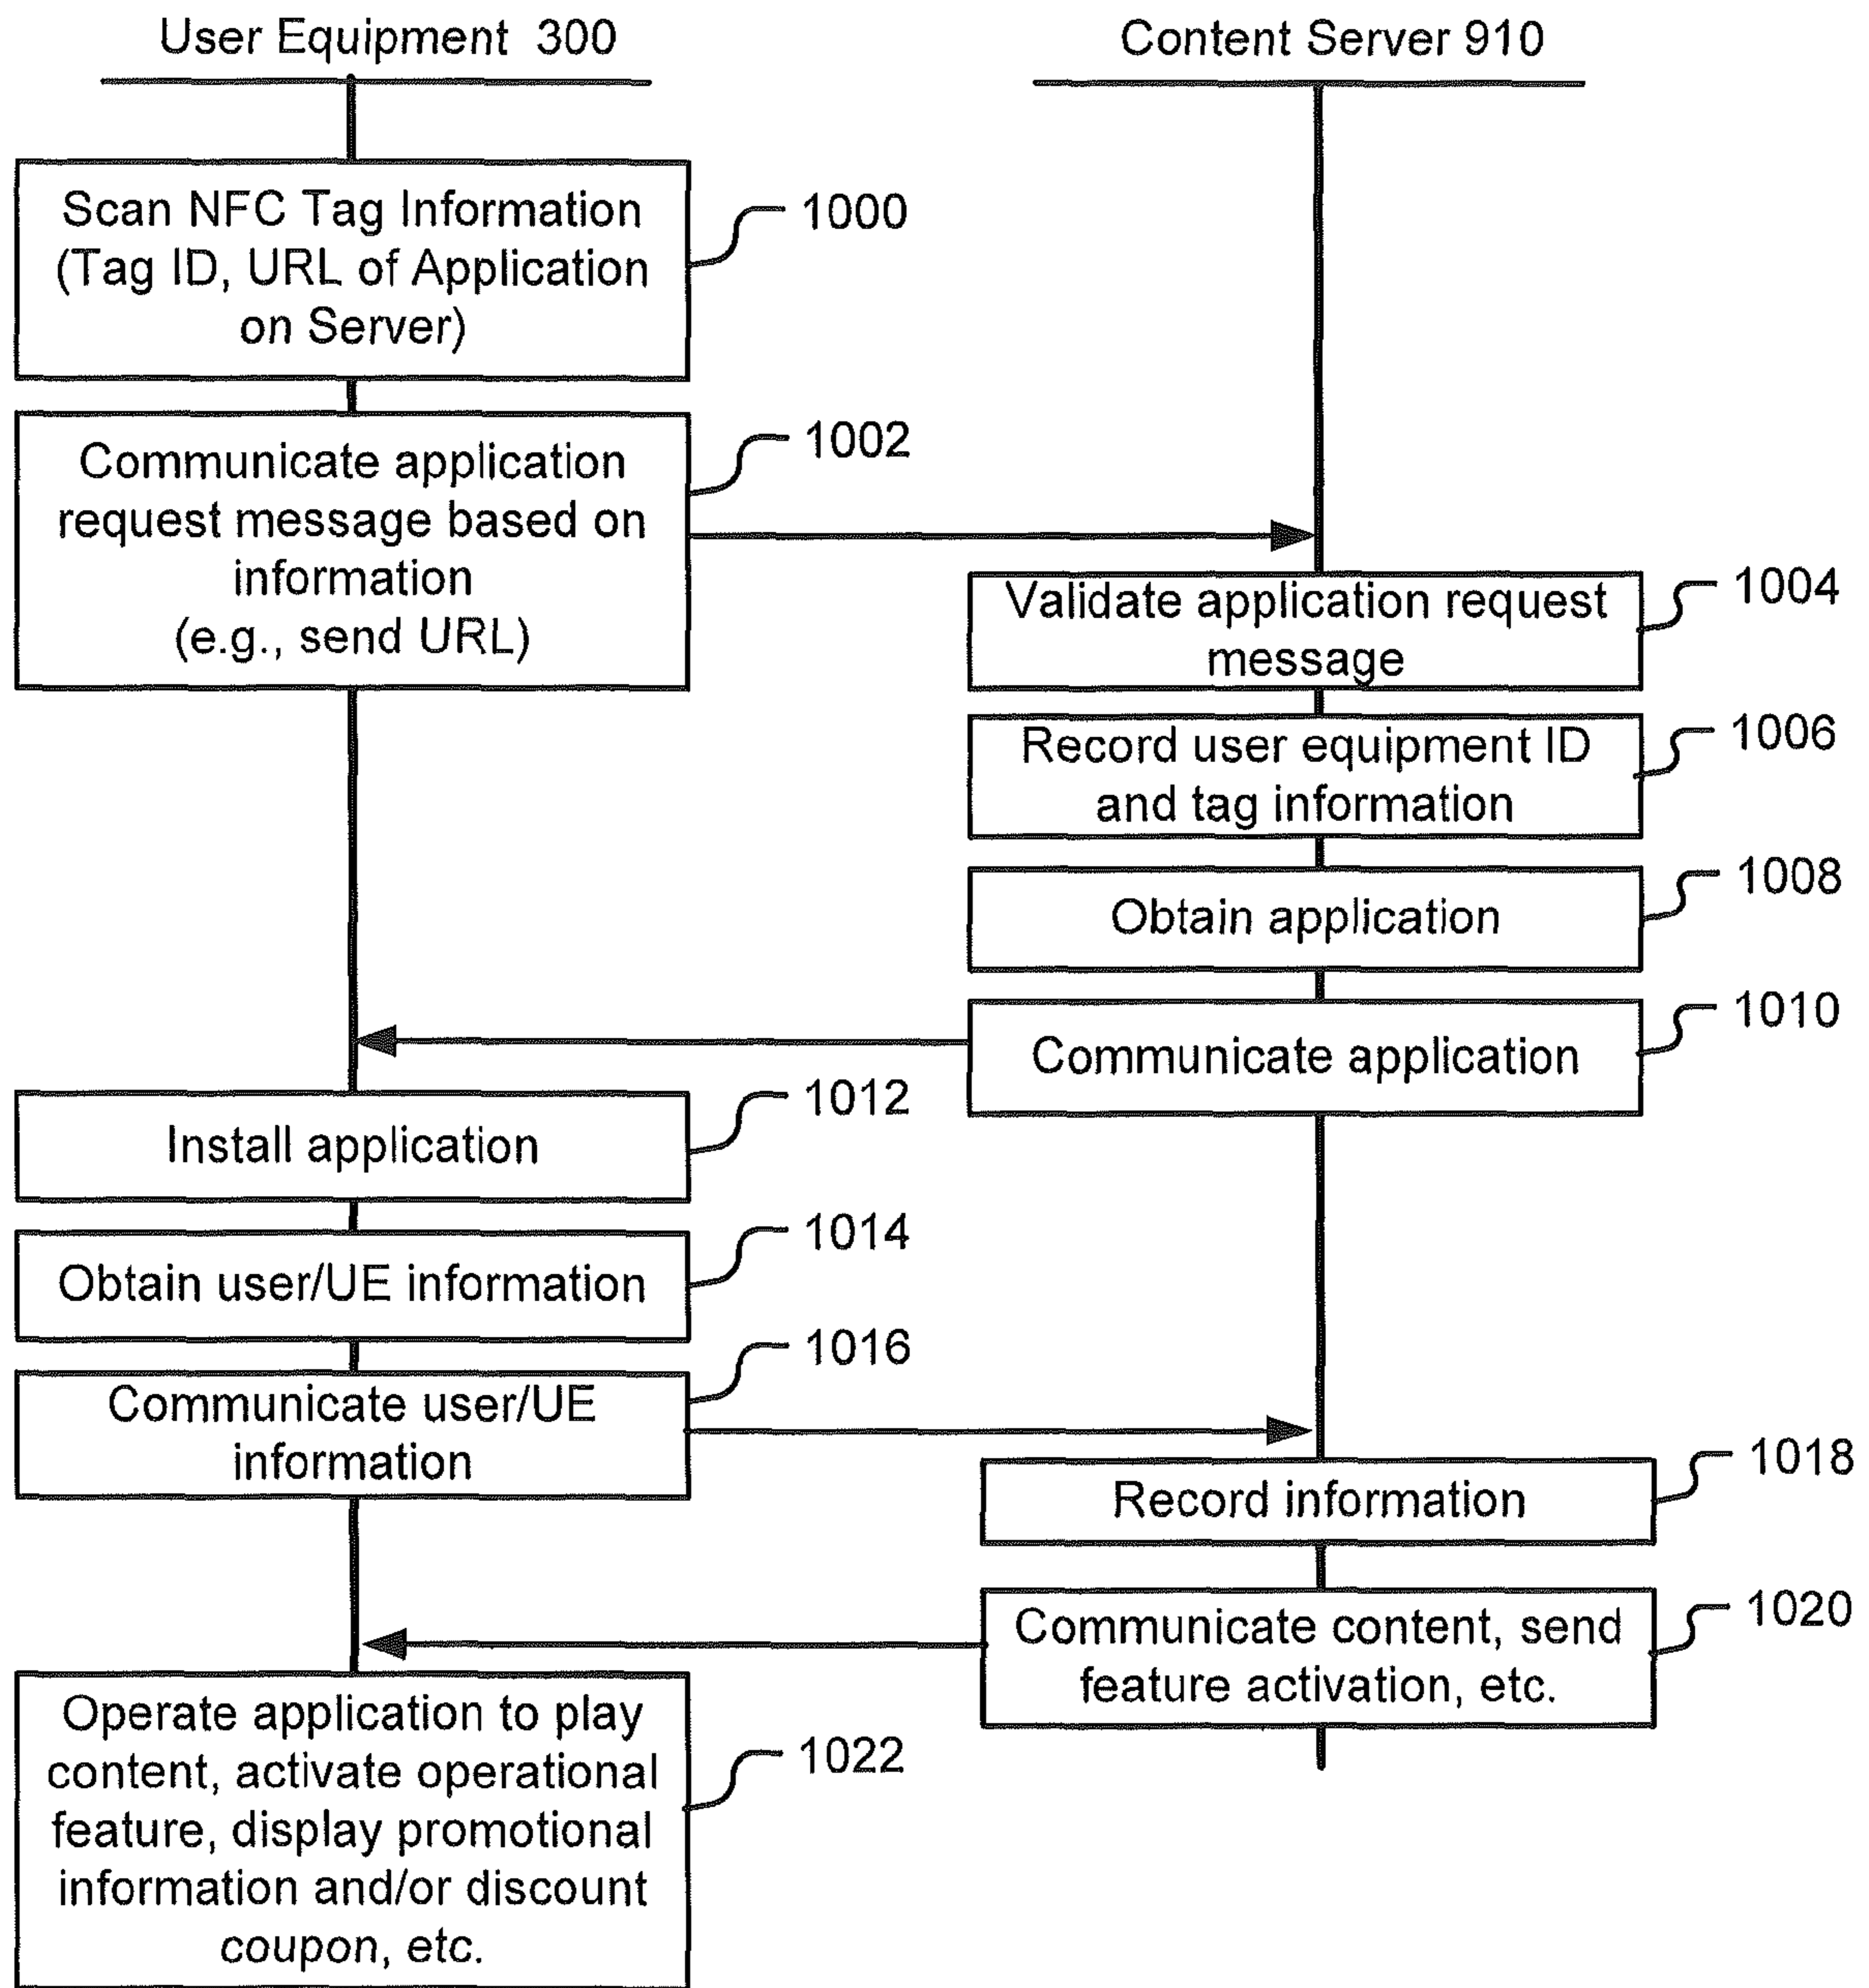 User Equipment 300
Content Server 910
Scan NFC Tag Information
(Tag ID, URL of Application
on Server)
1000
Communicate application
request message based on
information
(e.g., send URL)
1002
Validate application request
message
1004
Record user equipment ID
and tag information
1006
Obtain application
1008
Communicate application
1010
Install application
1012
Obtain user/UE information
1014
Communicate user/UE
information
1016
Record information
1018
Communicate content, send
feature activation, etc.
1020
Operate application to play
content, activate operational
feature, display promotional
information and/or discount
coupon, etc.
1022